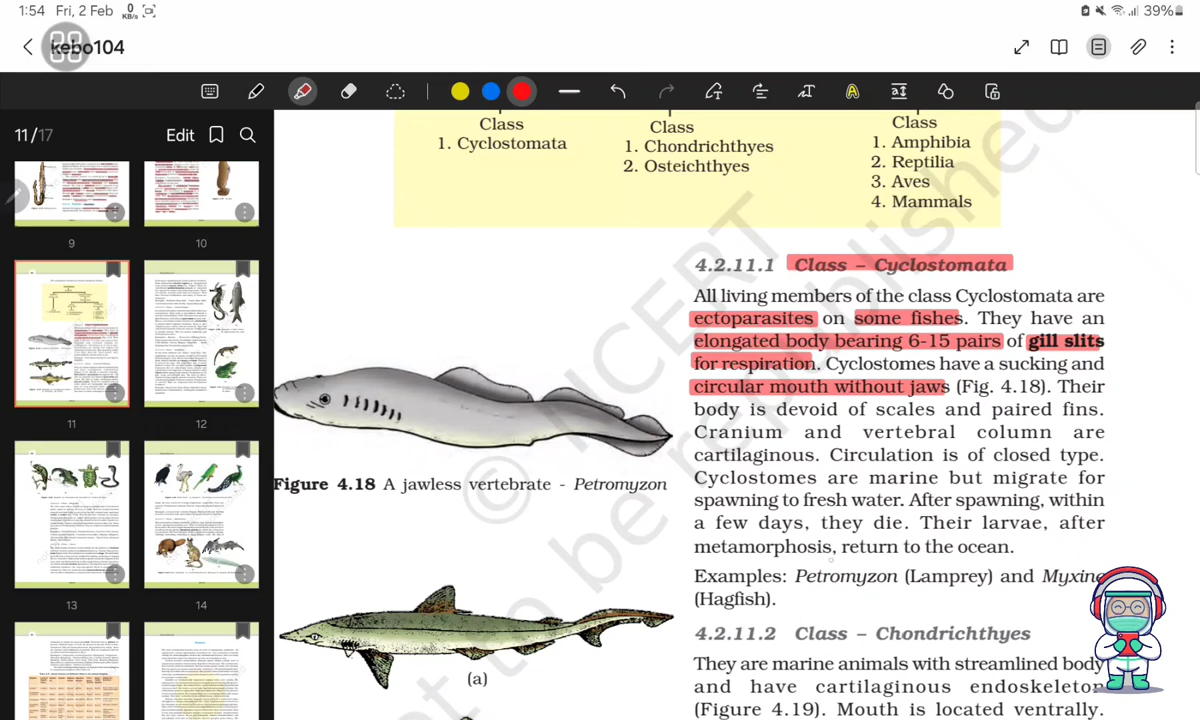 1:54 Fri, 2 Feb 0 KB/s 39%
kebo104
11/17 Edit
Class
1. Cyclostomata
Class
1. Chondrichthyes
2. Osteichthyes
Class
1. Amphibia
2. Reptilia
3. Aves
4. Mammals
9
10
11
12
13
14
4.2.11.1 Class – Cyclostomata
All living members of the class Cyclostomata are
ectoparasites on some fishes. They have an
elongated body bearing 6-15 pairs of gill slits
for respiration. Cyclostomes have a sucking and
circular mouth without jaws (Fig. 4.18). Their
body is devoid of scales and paired fins.
Cranium and vertebral column are
cartilaginous. Circulation is of closed type.
Cyclostomes are marine but migrate for
spawning to fresh water. After spawning, within
a few days, they die. Their larvae, after
metamorphosis, return to the ocean.
Examples: Petromyzon (Lamprey) and Myxine
(Hagfish).
Figure 4.18 A jawless vertebrate - Petromyzon
(a)
4.2.11.2 Class – Chondrichthyes
They are marine animals with streamlined body
and have cartilaginous endoskeleton
(Figure 4.19). Mouth is located ventrally.
© NCERT
not to be republished